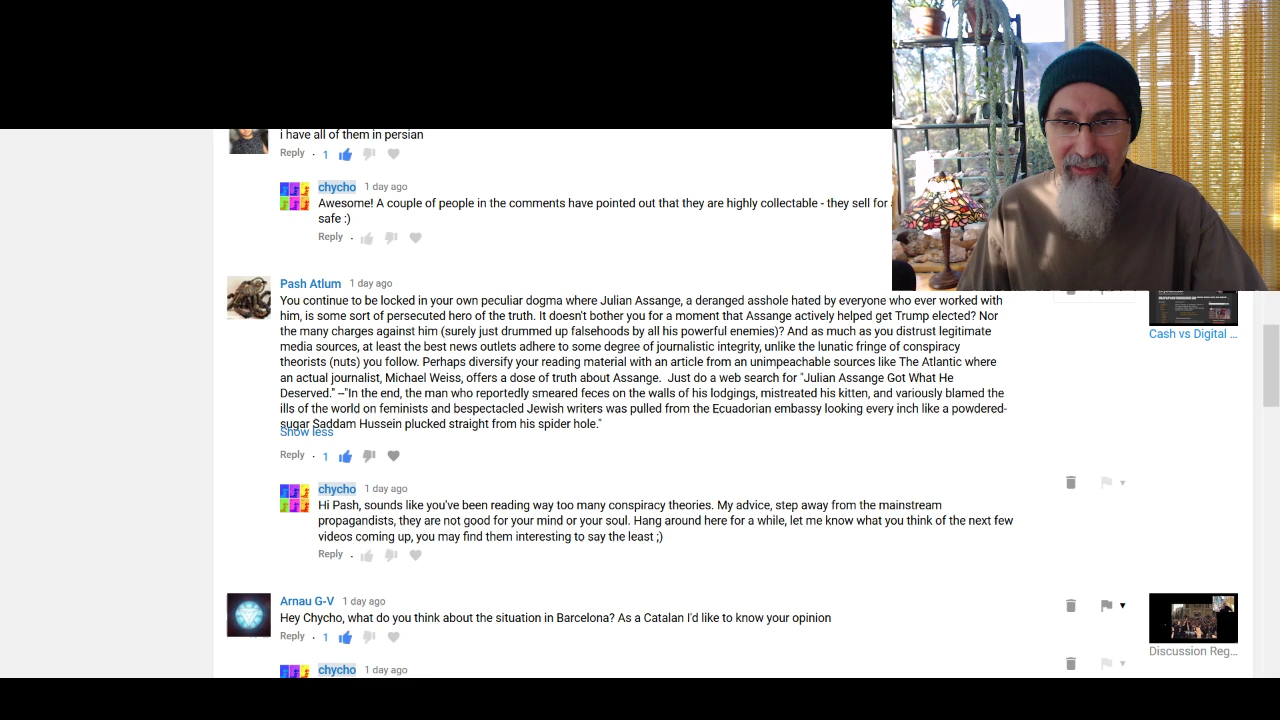 i have all of them in persian
Reply · 1
chycho 1 day ago
Awesome! A couple of people in the comments have pointed out that they are highly collectable - they sell for
safe :)
Reply ·
Pash Atlum 1 day ago
You continue to be locked in your own peculiar dogma where Julian Assange, a deranged asshole hated by everyone who ever worked with
him, is some sort of persecuted hero of the truth. It doesn't bother you for a moment that Assange actively helped get Trump elected? Nor
the many charges against him (surely just drummed up falsehoods by all his powerful enemies)? And as much as you distrust legitimate
media sources, at least the best news outlets adhere to some degree of journalistic integrity, unlike the lunatic fringe of conspiracy
theorists (nuts) you follow. Perhaps diversify your reading material with an article from an unimpeachable sources like The Atlantic where
an actual journalist, Michael Weiss, offers a dose of truth about Assange. Just do a web search for "Julian Assange Got What He
Deserved." --"In the end, the man who reportedly smeared feces on the walls of his lodgings, mistreated his kitten, and variously blamed the
ills of the world on feminists and bespectacled Jewish writers was pulled from the Ecuadorian embassy looking every inch like a powdered-
sugar Saddam Hussein plucked straight from his spider hole."
Show less
Reply · 1
Cash vs Digital ...
chycho 1 day ago
Hi Pash, sounds like you've been reading way too many conspiracy theories. My advice, step away from the mainstream
propagandists, they are not good for your mind or your soul. Hang around here for a while, let me know what you think of the next few
videos coming up, you may find them interesting to say the least ;)
Reply ·
Arnau G-V 1 day ago
Hey Chycho, what do you think about the situation in Barcelona? As a Catalan I'd like to know your opinion
Reply · 1
Discussion Reg...
chycho 1 day ago